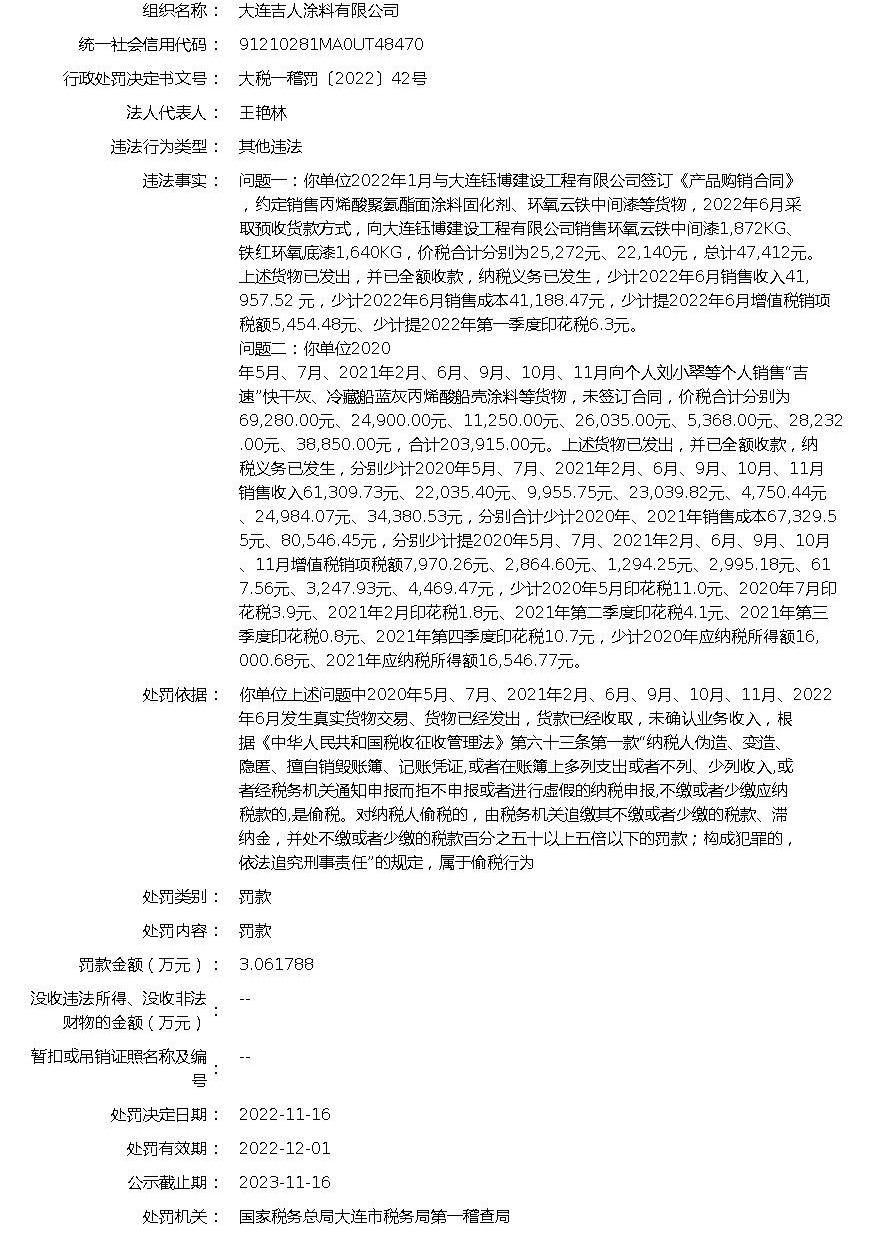 组织名称： 大连吉人涂料有限公司
统一社会信用代码： 91210281MA0UT48470
行政处罚决定书文号： 大税一稽罚〔2022〕42号
法人代表人： 王艳林
违法行为类型： 其他违法
违法事实： 问题一：你单位2022年1月与大连钰博建设工程有限公司签订《产品购销合同》
，约定销售丙烯酸聚氨酯面涂料固化剂、环氧云铁中间漆等货物，2022年6月采
取预收货款方式，向大连钰博建设工程有限公司销售环氧云铁中间漆1,872KG、
铁红环氧底漆1,640KG，价税合计分别为25,272元、22,140元，总计47,412元。
上述货物已发出，并已全额收款，纳税义务已发生，少计2022年6月销售收入41,
957.52 元，少计2022年6月销售成本41,188.47元，少计提2022年6月增值税销项
税额5,454.48元、少计提2022年第一季度印花税6.3元。
问题二：你单位2020
年5月、7月、2021年2月、6月、9月、10月、11月向个人刘小翠等个人销售“吉
速”快干灰、冷藏船蓝灰丙烯酸船壳涂料等货物，未签订合同，价税合计分别为
69,280.00元、24,900.00元、11,250.00元、26,035.00元、5,368.00元、28,232
.00元、38,850.00元，合计203,915.00元。上述货物已发出，并已全额收款，纳
税义务已发生，分别少计2020年5月、7月、2021年2月、6月、9月、10月、11月
销售收入61,309.73元、22,035.40元、9,955.75元、23,039.82元、4,750.44元
、24,984.07元、34,380.53元，分别合计少计2020年、2021年销售成本67,329.5
5元、80,546.45元，分别少计提2020年5月、7月、2021年2月、6月、9月、10月
、11月增值税销项税额7,970.26元、2,864.60元、1,294.25元、2,995.18元、61
7.56元、3,247.93元、4,469.47元，少计2020年5月印花税11.0元、2020年7月印
花税3.9元、2021年2月印花税1.8元、2021年第二季度印花税4.1元、2021年第三
季度印花税0.8元、2021年第四季度印花税10.7元，少计2020年应纳税所得额16,
000.68元、2021年应纳税所得额16,546.77元。
处罚依据： 你单位上述问题中2020年5月、7月、2021年2月、6月、9月、10月、11月、2022
年6月发生真实货物交易、货物已经发出，货款已经收取，未确认业务收入，根
据《中华人民共和国税收征收管理法》第六十三条第一款“纳税人伪造、变造、
隐匿、擅自销毁账簿、记账凭证,或者在账簿上多列支出或者不列、少列收入,或
者经税务机关通知申报而拒不申报或者进行虚假的纳税申报,不缴或者少缴应纳
税款的,是偷税。对纳税人偷税的，由税务机关追缴其不缴或者少缴的税款、滞
纳金，并处不缴或者少缴的税款百分之五十以上五倍以下的罚款；构成犯罪的，
依法追究刑事责任”的规定，属于偷税行为
处罚类别： 罚款
处罚内容： 罚款
罚款金额（万元）： 3.061788
没收违法所得、没收非法
财物的金额（万元）： --
暂扣或吊销证照名称及编
号： --
处罚决定日期： 2022-11-16
处罚有效期： 2022-12-01
公示截止期： 2023-11-16
处罚机关： 国家税务总局大连市税务局第一稽查局